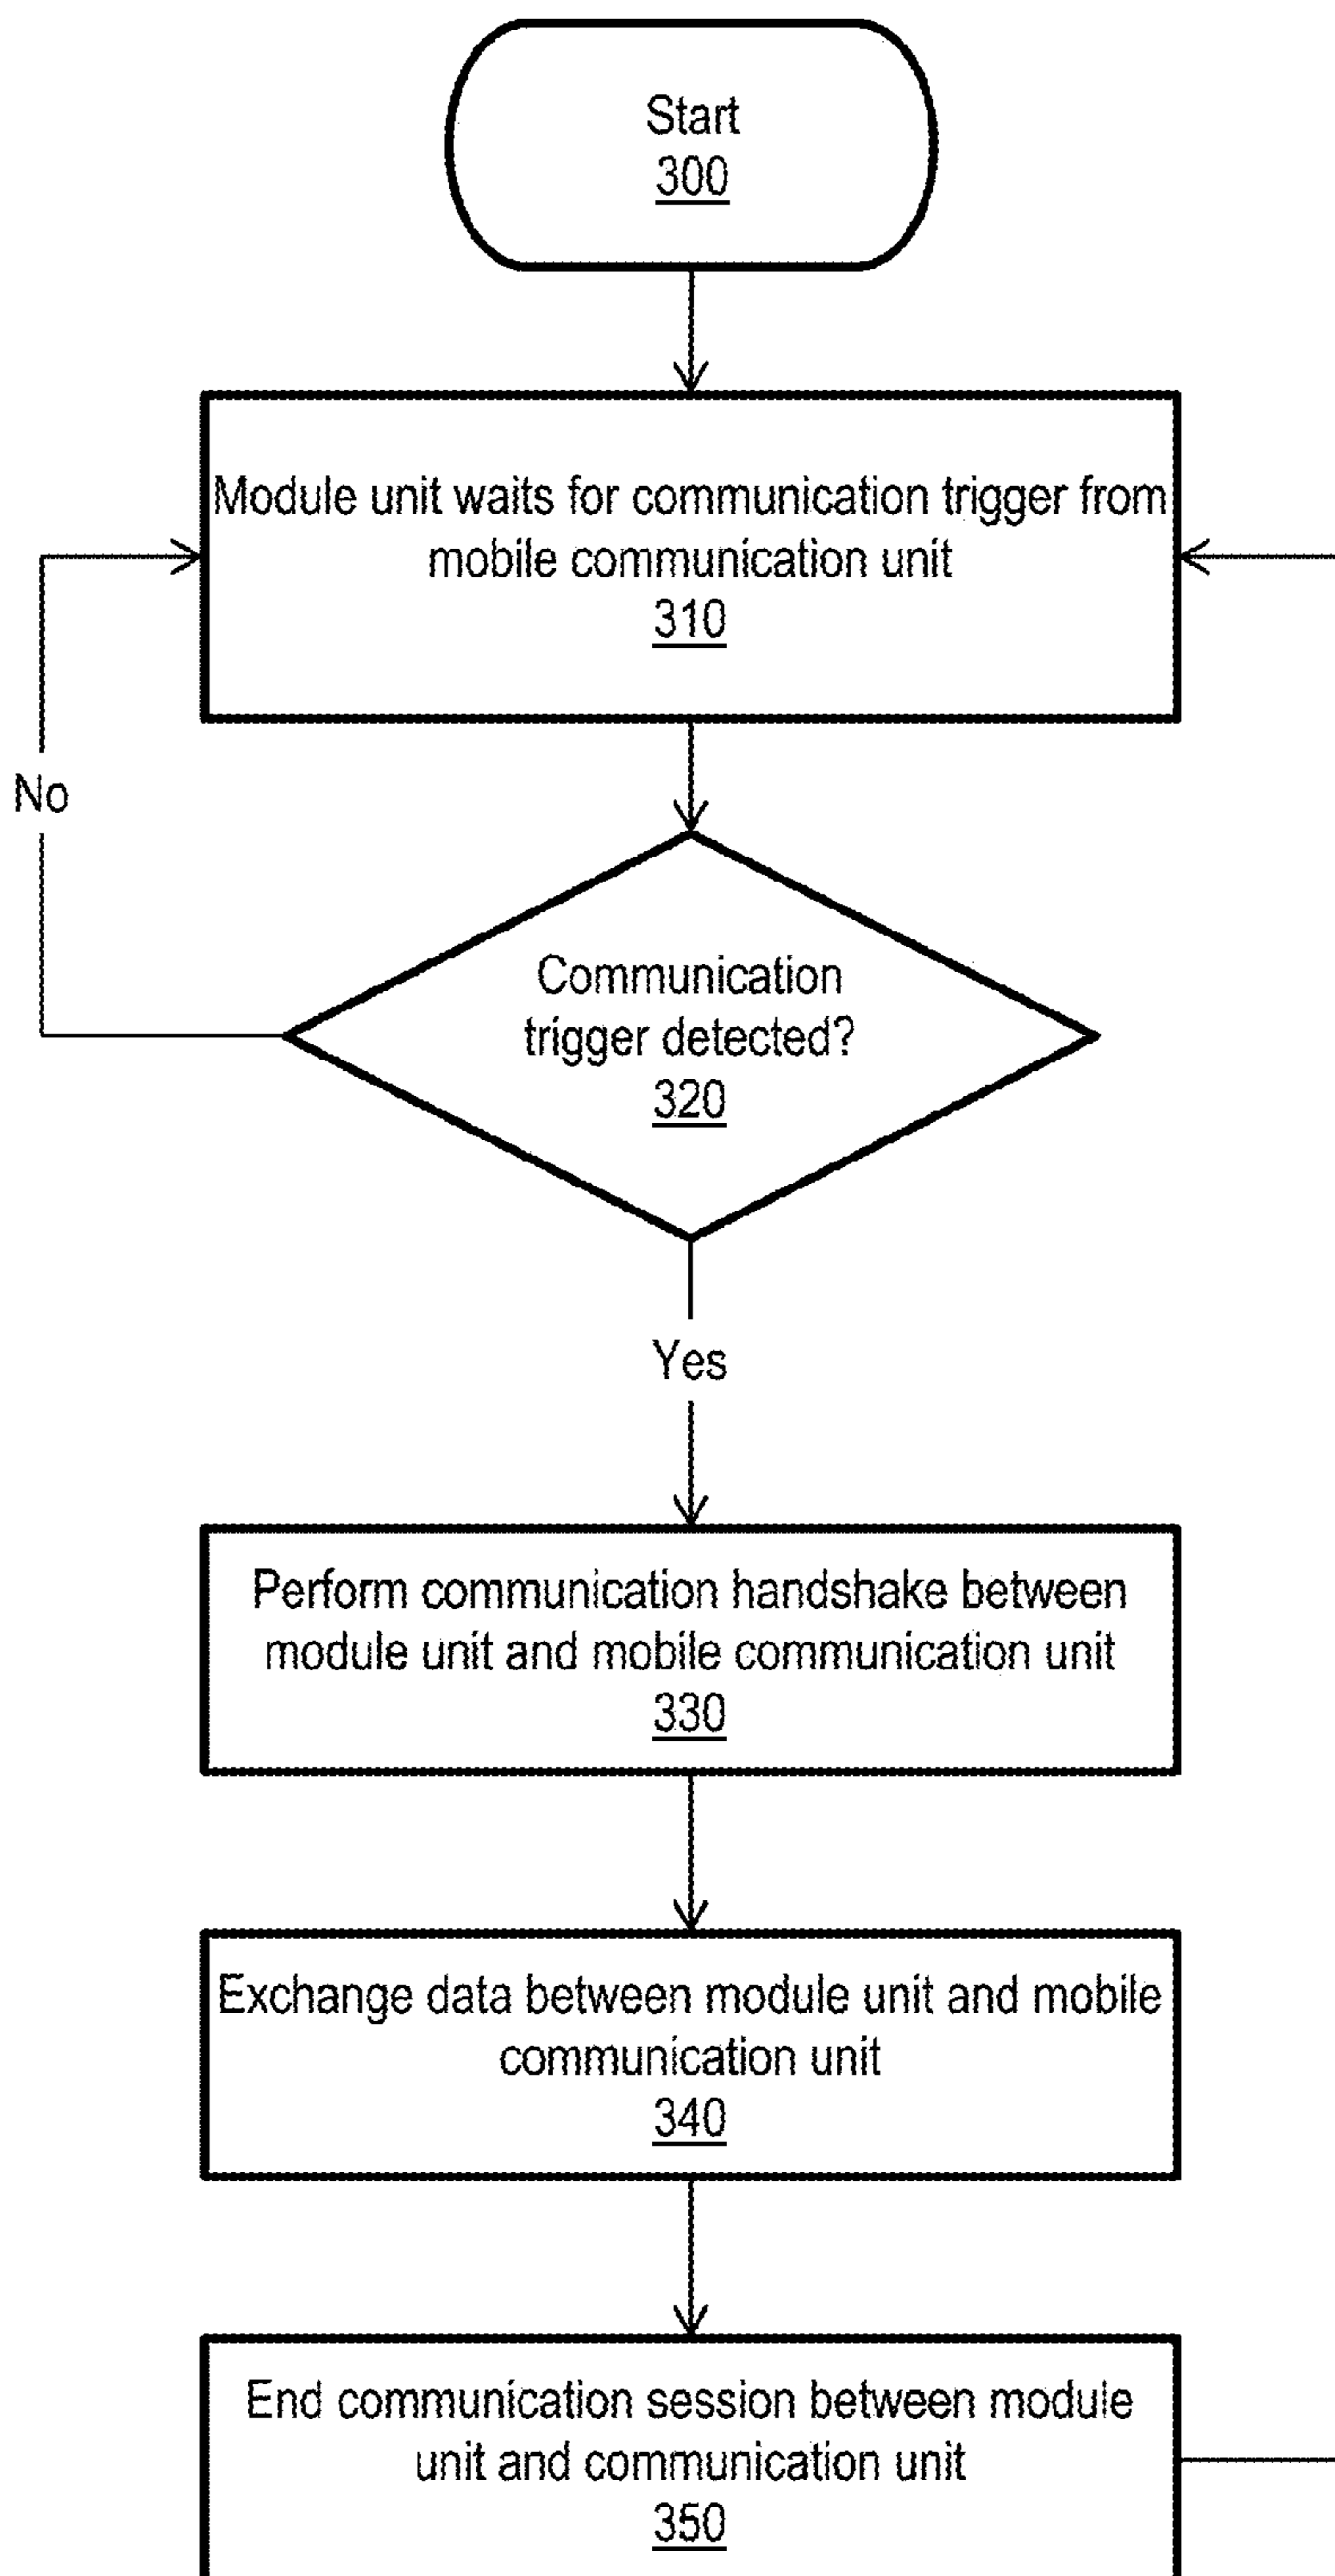 Start
300
Module unit waits for communication trigger from
mobile communication unit
310
No
Communication
trigger detected?
320
Yes
Perform communication handshake between
module unit and mobile communication unit
330
Exchange data between module unit and mobile
communication unit
340
End communication session between module
unit and communication unit
350